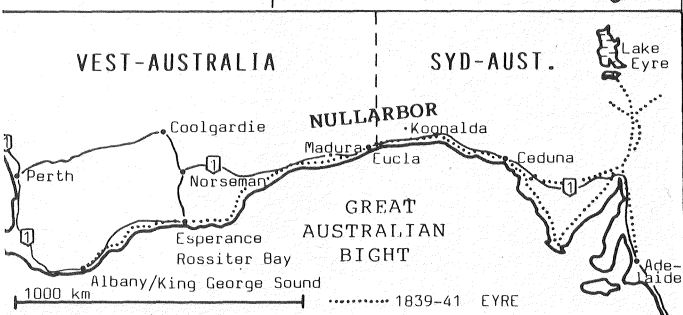 VEST-AUSTRALIA
SYD-AUST.
Lake
Eyre
NULLARBOR
Coolgardie
Koonalda
Madura
Eucla
Ceduna
1
1
Perth
Norseman
1
1
GREAT
AUSTRALIAN
BIGHT
Esperance
Rossiter Bay
Ade-
laide
Albany/King George Sound
1000 km
1839-41 EYRE